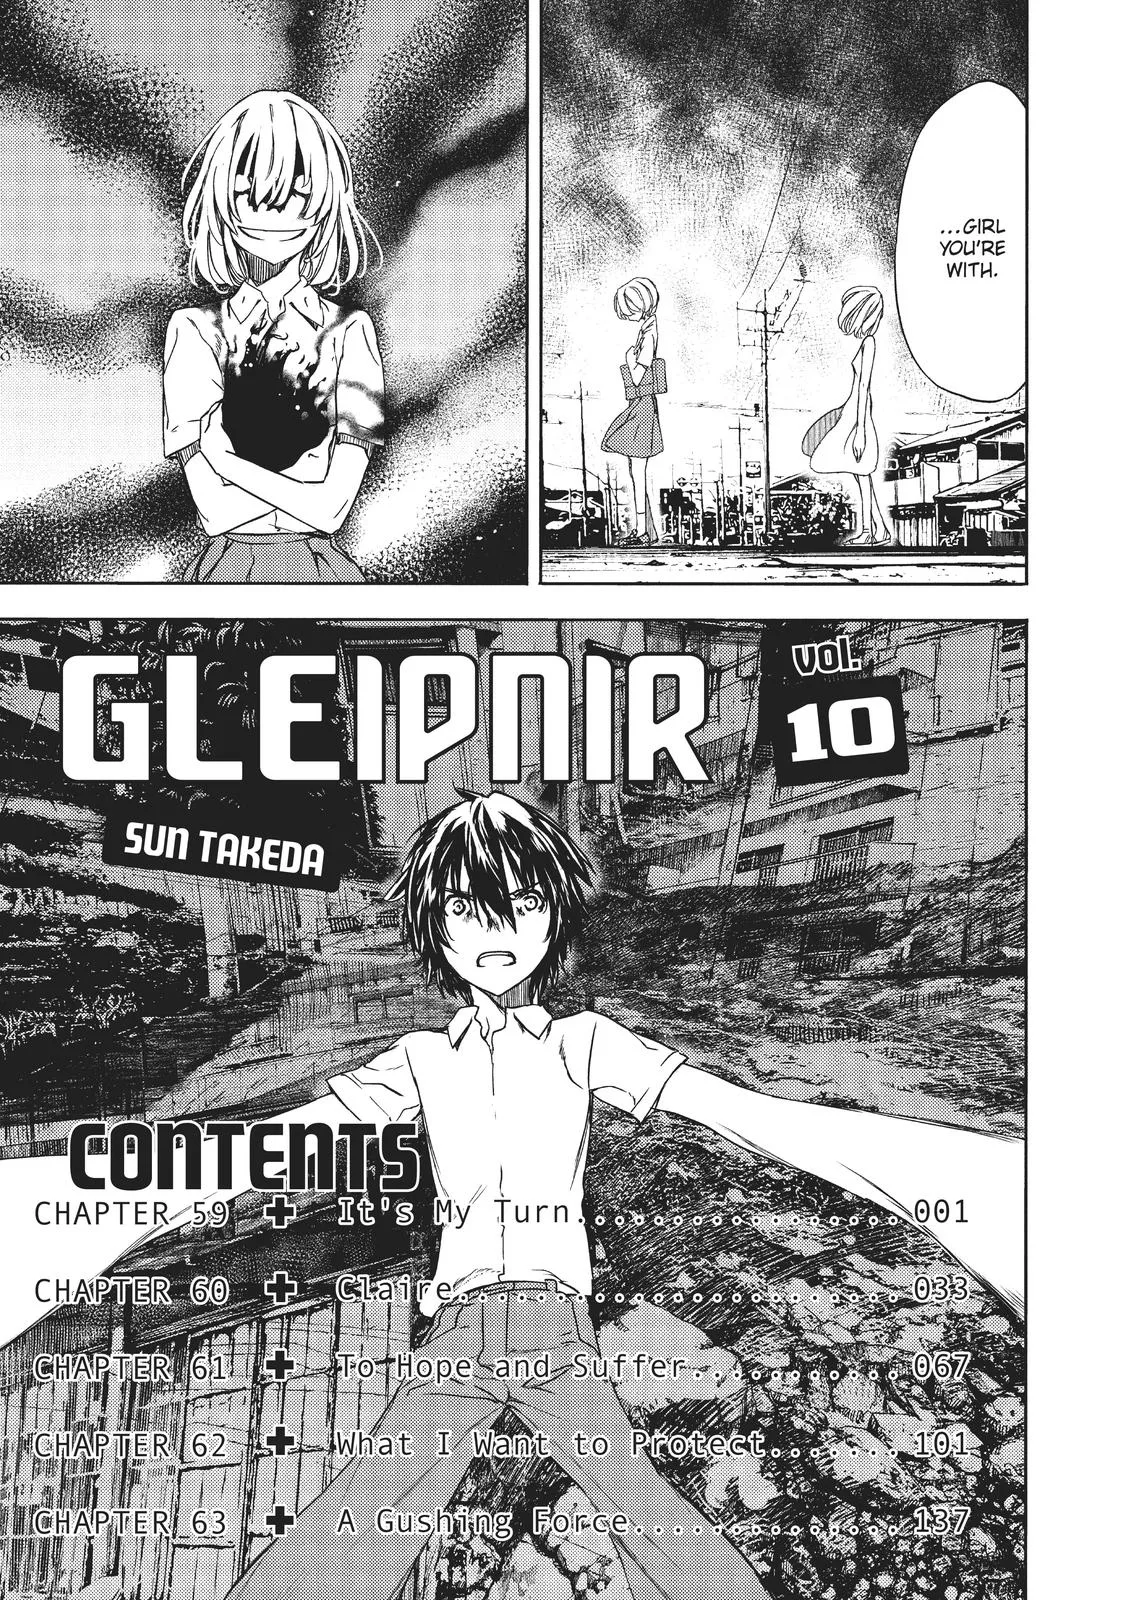 ...GIRL
YOU'RE
WITH.
GLEIPNIR
vol.
10
SUN TAKEDA
CONTENTS
CHAPTER 59 ✚ It's My Turn.................. 001
CHAPTER 60 ✚ Claire........................ 033
CHAPTER 61 ✚ To Hope and Suffer........... 067
CHAPTER 62 ✚ What I Want to Protect....... 101
CHAPTER 63 ✚ A Gushing Force.............. 137